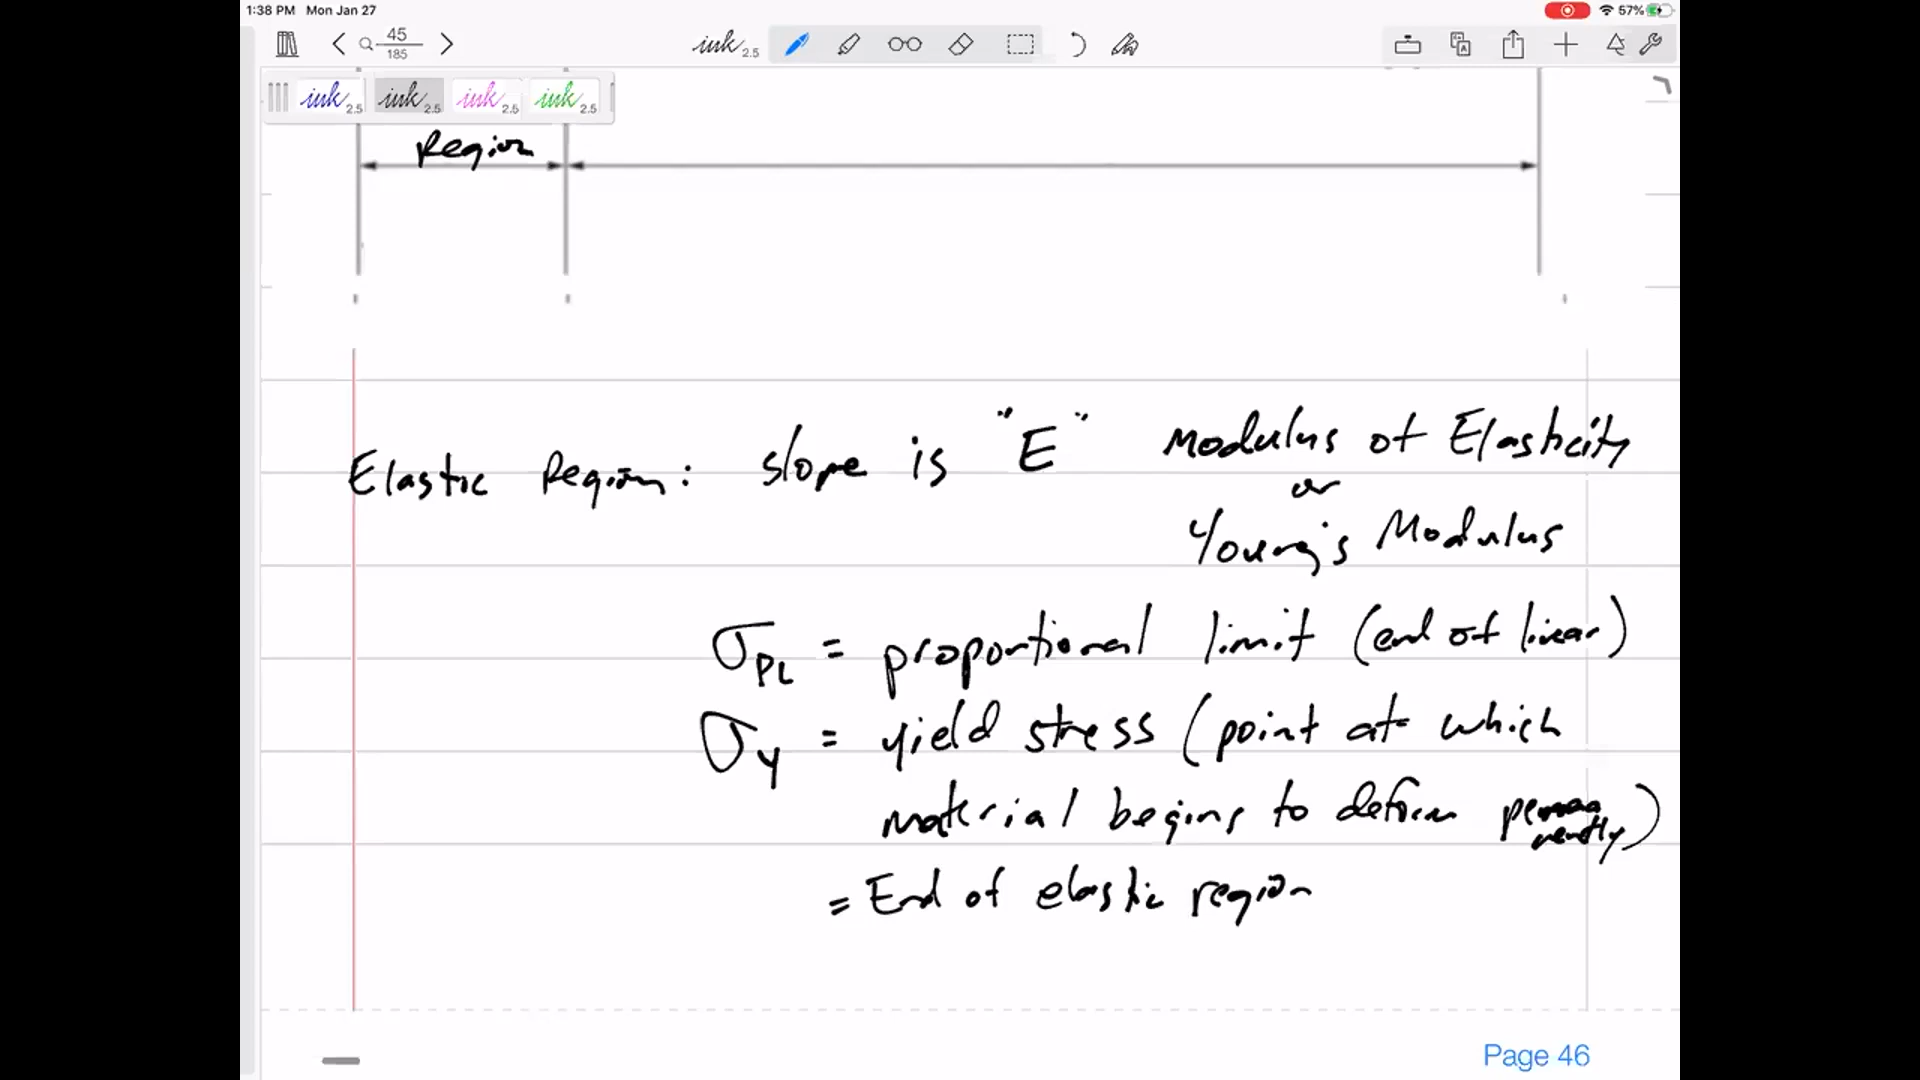 1:38 PM Mon Jan 27
57%
45
185
ink 2.5
ink 2.5 ink 2.5 ink 2.5 ink 2.5
Region
Elastic Region: slope is "E" Modulus of Elasticity
or
Young's Modulus
σPL = proportional limit (end of linear)
σY = yield stress (point at which
material begins to deform permanently)
= End of elastic region
Page 46